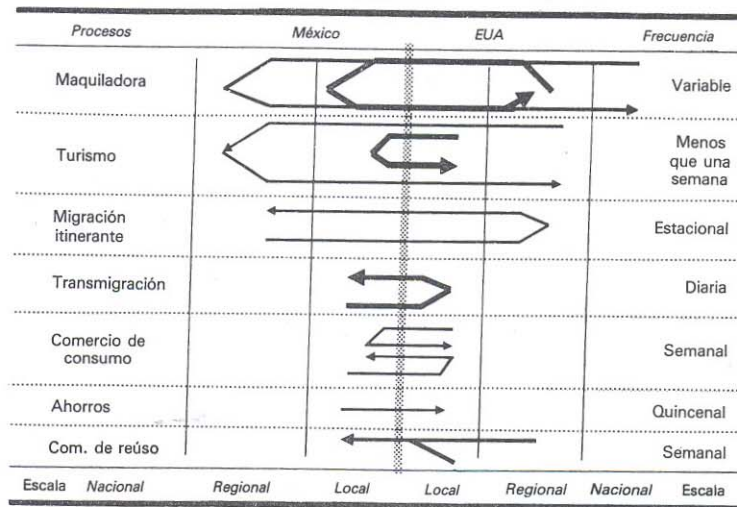 Procesos México EUA Frecuencia
Maquiladora Variable
Turismo Menos que una semana
Migración itinerante Estacional
Transmigración Diaria
Comercio de consumo Semanal
Ahorros Quincenal
Com. de reúso Semanal
Escala Nacional Regional Local Local Regional Nacional Escala